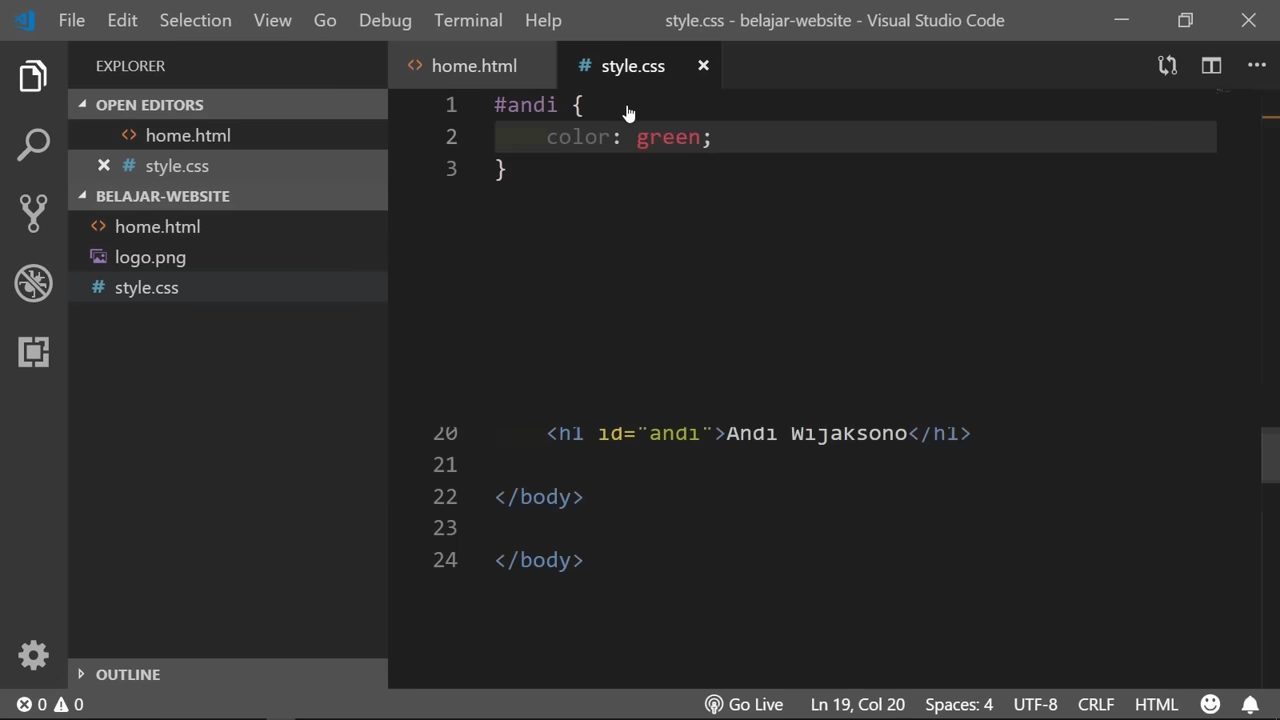 File Edit Selection View Go Debug Terminal Help style.css - belajar-website - Visual Studio Code
EXPLORER
OPEN EDITORS
home.html
style.css
BELAJAR-WEBSITE
home.html
logo.png
style.css
OUTLINE
home.html style.css
1 #andi {
2 color: green;
3 }
20 <h1 id="andi">Andi Wijaksono</h1>
21
22 </body>
23
24 </body>
0 0 Go Live Ln 19, Col 20 Spaces: 4 UTF-8 CRLF HTML